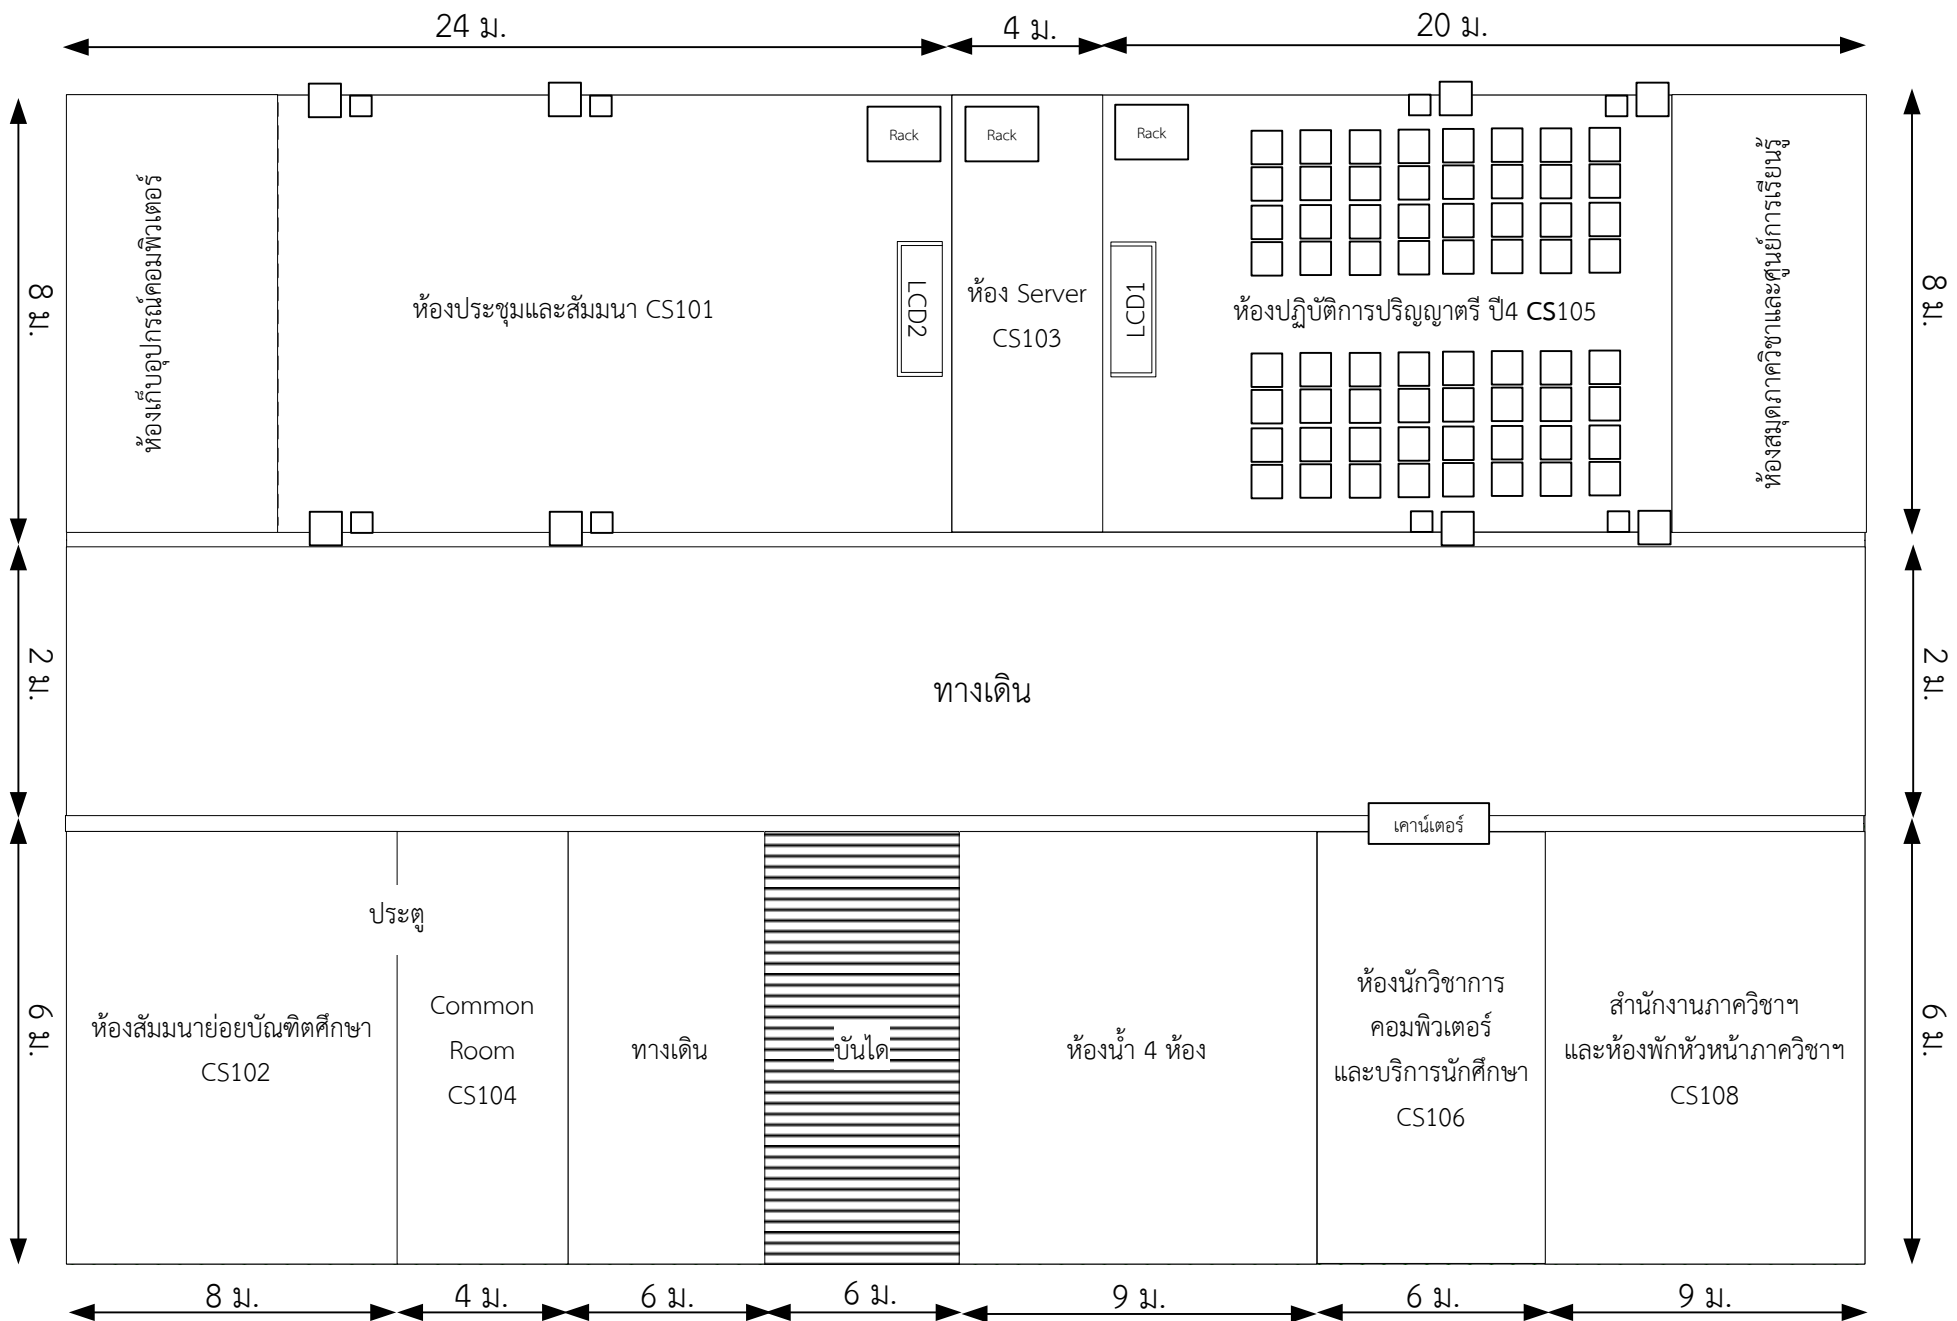 24 ม.
4 ม.
20 ม.
Rack
Rack
Rack
8 ม.
ห้องเก็บอุปกรณ์คอมพิวเตอร์
ห้องประชุมและสัมมนา CS101
LCD2
ห้อง Server
CS103
LCD1
ห้องปฏิบัติการปริญญาตรี ปี4 CS105
ห้องสมุดภาควิชาและศูนย์การเรียนรู้
8 ม.
2 ม.
ทางเดิน
2 ม.
เคาน์เตอร์
6 ม.
ห้องสัมมนาย่อยบัณฑิตศึกษา
CS102
ประตู
Common
Room
CS104
ทางเดิน
บันได
ห้องน้ำ 4 ห้อง
ห้องนักวิชาการ
คอมพิวเตอร์
และบริการนักศึกษา
CS106
สำนักงานภาควิชาฯ
และห้องพักหัวหน้าภาควิชาฯ
CS108
6 ม.
8 ม.
4 ม.
6 ม.
6 ม.
9 ม.
6 ม.
9 ม.